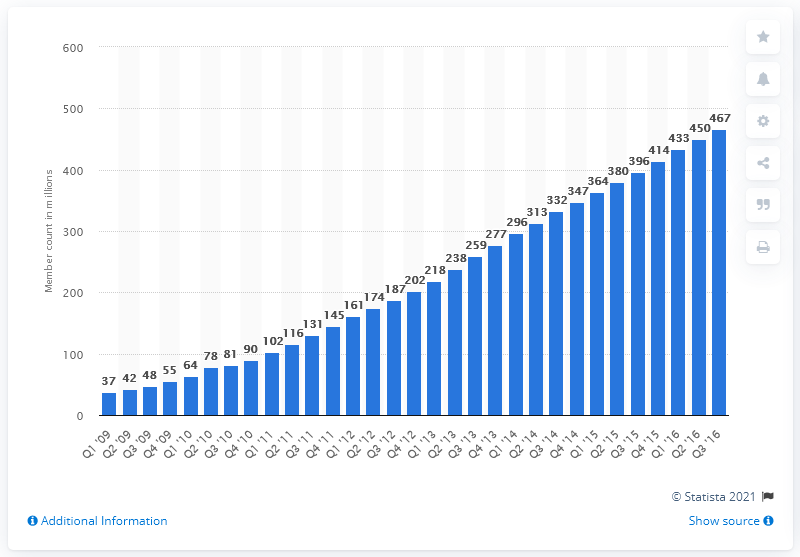 600
500
400
300
200
100
0
Member count in millions
37 42 48 55 64 78 81 90 102 116 131 145 161 174 187 202 218 238 259 277 296 313 332 347 364 380 396 414 433 450 467
Q1 '09 Q2 '09 Q3 '09 Q4 '09 Q1 '10 Q2 '10 Q3 '10 Q4 '10 Q1 '11 Q2 '11 Q3 '11 Q4 '11 Q1 '12 Q2 '12 Q3 '12 Q4 '12 Q1 '13 Q2 '13 Q3 '13 Q4 '13 Q1 '14 Q2 '14 Q3 '14 Q4 '14 Q1 '15 Q2 '15 Q3 '15 Q4 '15 Q1 '16 Q2 '16 Q3 '16
© Statista 2021
Additional Information
Show source